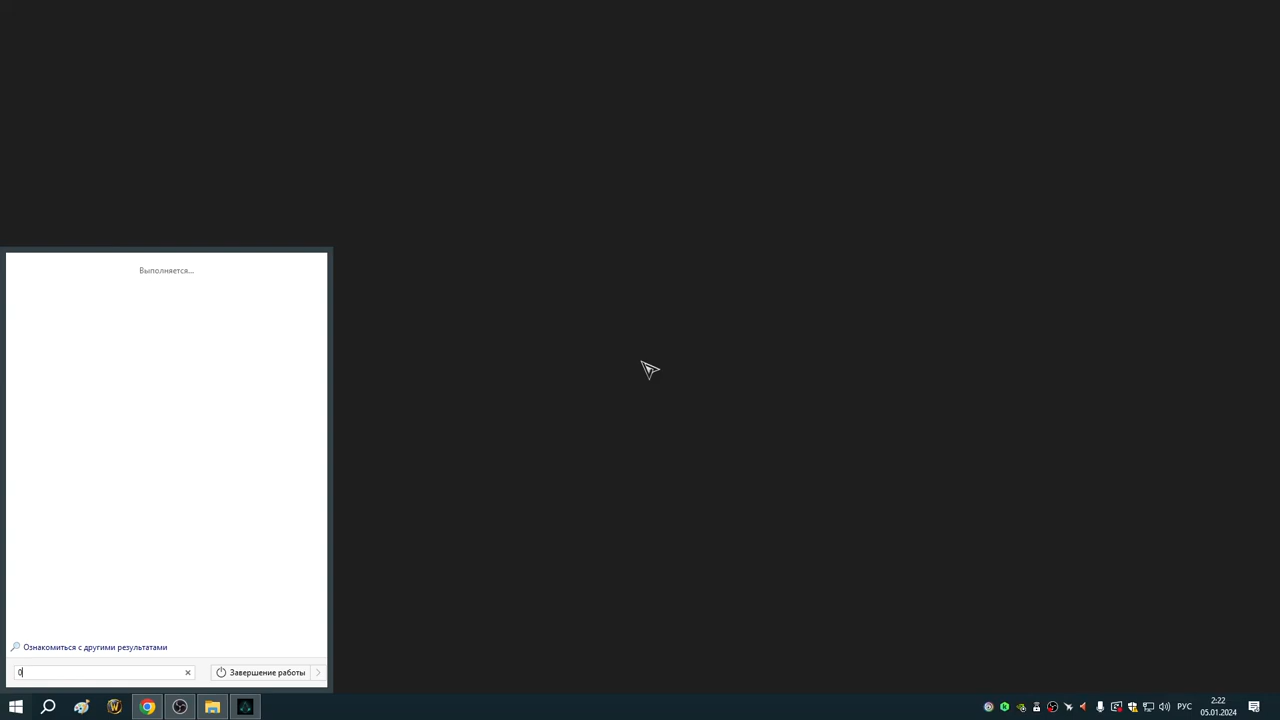 Выполняется...
Ознакомиться с другими результатами
0
Завершение работы
W
РУС
2:22
05.01.2024